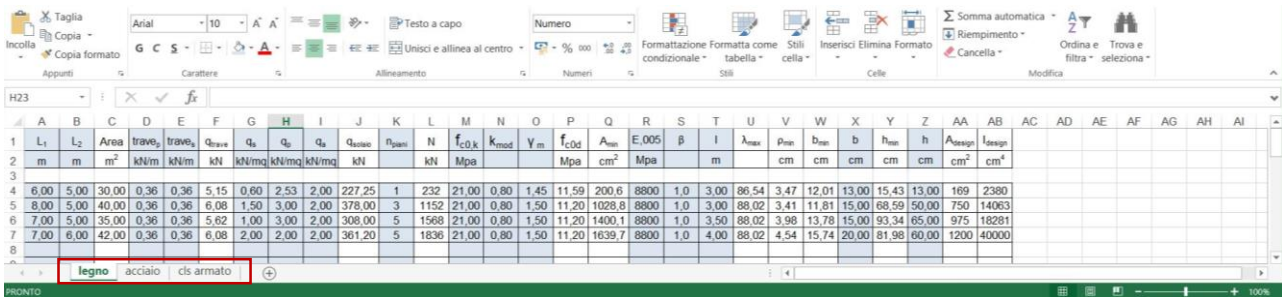 Taglia
Copia
Copia formato
Incolla
Appunti
Arial 10 A A
G C S A
Carattere
Testo a capo
Unisci e allinea al centro
Allineamento
Numero
% 000
Numeri
Formattazione condizionale
Formatta come tabella
Stili cella
Stili
Inserisci Elimina Formato
Celle
Σ Somma automatica
Riempimento
Cancella
Ordina e filtra
Trova e seleziona
Modifica
H23 fx
A B C D E F G H I J K L M N O P Q R S T U V W X Y Z AA AB AC AD AE AF AG AH AI
1 L₁ L₂ Area traveₚ traveₛ q_trave qₛ qₚ qₐ q_solaio n_piani N f_c0,k k_mod γ m f_c0d A_min E,005 β l λ_max ρ_min b_min b h_min h A_design I_design
2 m m m² kN/m kN/m kN kN/mq kN/mq kN/mq kN kN Mpa Mpa cm² Mpa m cm cm cm cm cm cm² cm⁴
3
4 6,00 5,00 30,00 0,36 0,36 5,15 0,60 2,53 2,00 227,25 1 232 21,00 0,80 1,45 11,59 200,6 8800 1,0 3,00 86,54 3,47 12,01 13,00 15,43 13,00 169 2380
5 8,00 5,00 40,00 0,36 0,36 6,08 1,50 3,00 2,00 378,00 3 1152 21,00 0,80 1,50 11,20 1028,8 8800 1,0 3,00 88,02 3,41 11,81 15,00 68,59 50,00 750 14063
6 7,00 5,00 35,00 0,36 0,36 5,62 1,00 3,00 2,00 308,00 5 1568 21,00 0,80 1,50 11,20 1400,1 8800 1,0 3,50 88,02 3,98 13,78 15,00 93,34 65,00 975 18281
7 7,00 6,00 42,00 0,36 0,36 6,08 2,00 2,00 2,00 361,20 5 1836 21,00 0,80 1,50 11,20 1639,7 8800 1,0 4,00 88,02 4,54 15,74 20,00 81,98 60,00 1200 40000
8
legno acciaio cls armato
PRONTO 100%